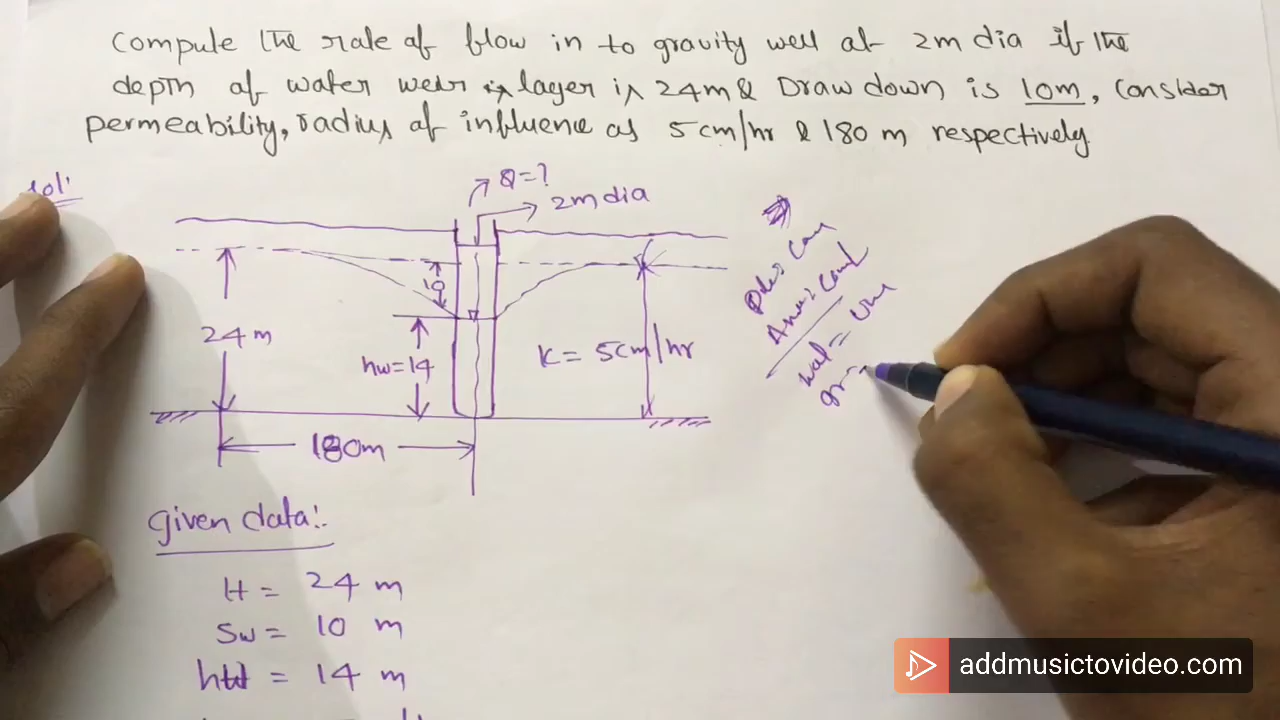 compute the rate of flow in to gravity well of 2m dia if the
depth of water wear in layer is 24m & Draw down is 10m, Consider
permeability, radius of influence as 5cm/hr & 180 m respectively
Sol:
Q=?
2m dia
10
24 m
hw=14
K= 5cm/hr
180m
given data:
H = 24 m
Sw = 10 m
hw = 14 m
addmusictovideo.com